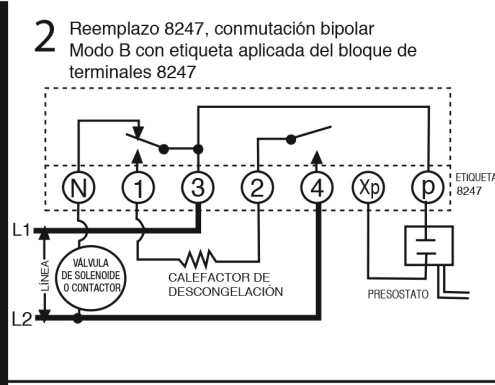 2
Reemplazo 8247, conmutación bipolar
Modo B con etiqueta aplicada del bloque de
terminales 8247
N 1 3 2 4 Xp p
ETIQUETA
8247
L1
LÍNEA
VÁLVULA
DE SOLENOIDE
O CONTACTOR
CALEFACTOR DE
DESCONGELACIÓN
PRESOSTATO
L2